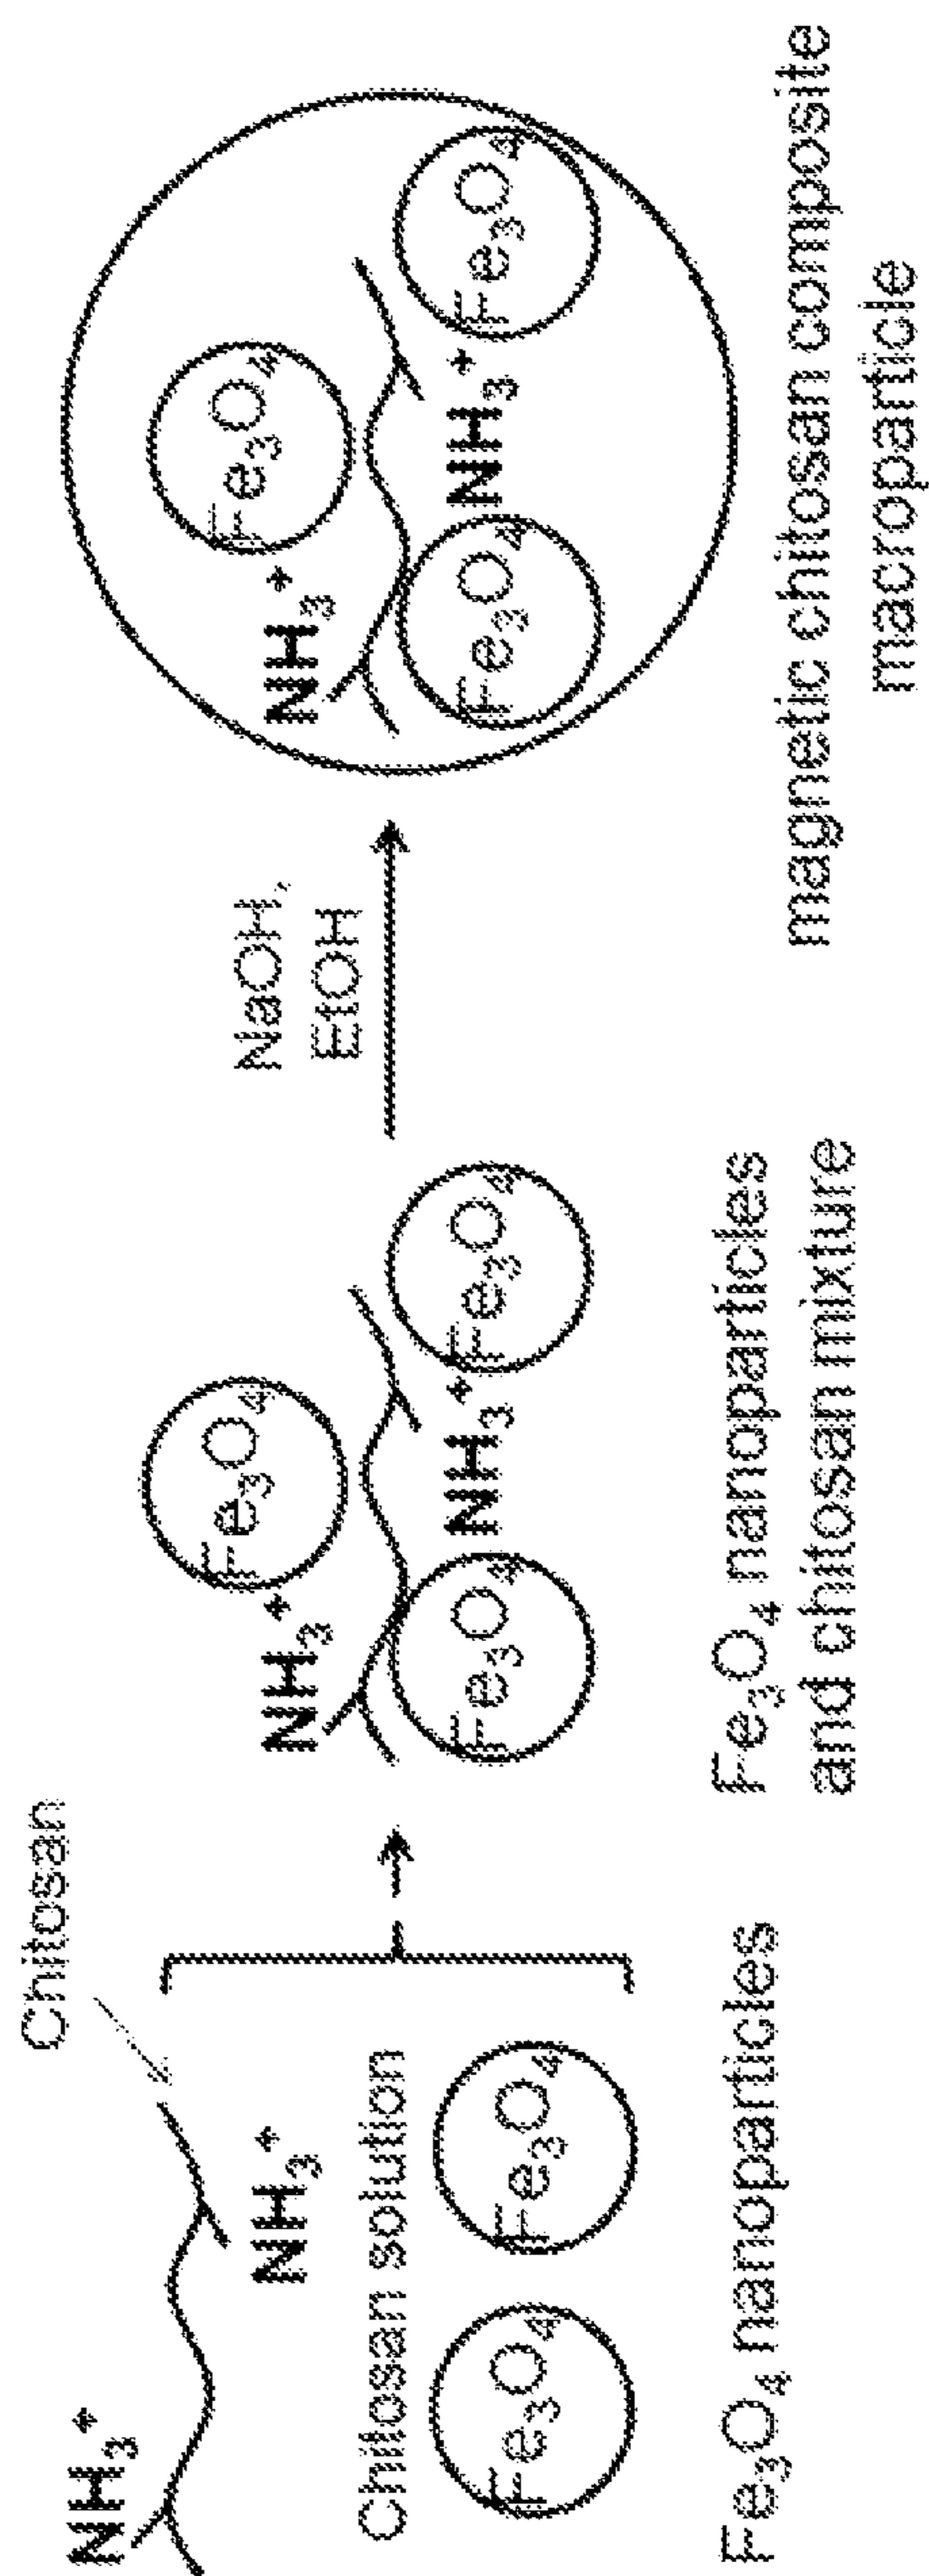 Chitosan
NH₃⁺
NH₃⁺
Chitosan solution
Fe₃O₄
Fe₃O₄
Fe₃O₄ nanoparticles
NH₃⁺
Fe₃O₄
Fe₃O₄
NH₃⁺
Fe₃O₄
Fe₃O₄ nanoparticles
and chitosan mixture
NaOH,
EtOH
NH₃⁺
Fe₃O₄
Fe₃O₄
NH₃⁺
Fe₃O₄
magnetic chitosan composite
macroparticle